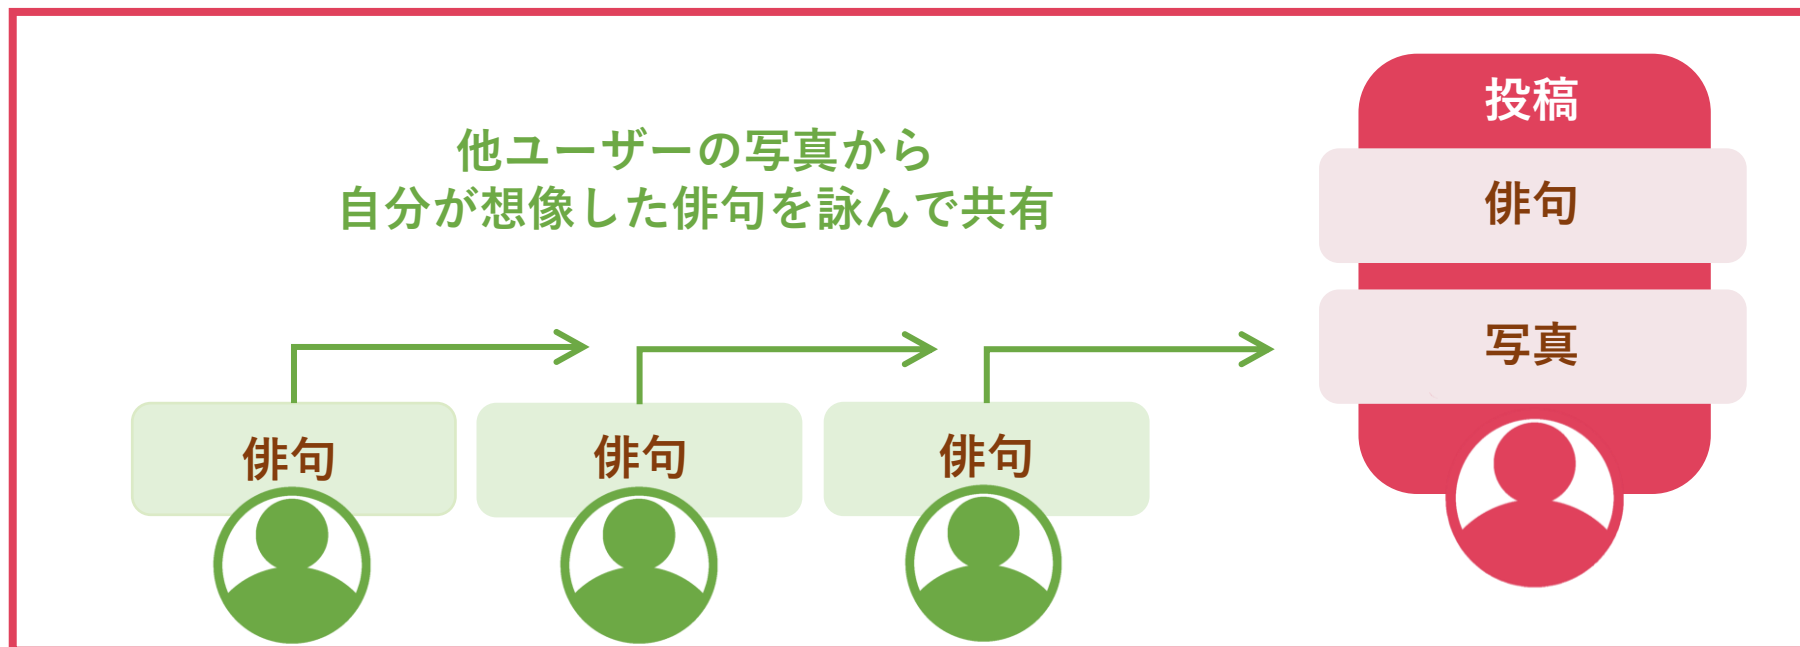 他ユーザーの写真から
自分が想像した俳句を詠んで共有
俳句
俳句
俳句
投稿
俳句
写真